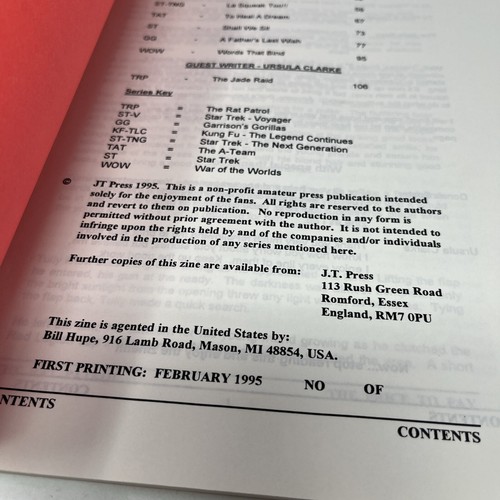 ST-TNG - La Squeak Too!! 59
TAT - To Heal A Dream 67
ST - Shall We Sit 73
GG - A Father's Last Wish 77
WOW - Words That Bind 95
GUEST WRITER - URSULA CLARKE
TRP - The Jade Raid 106
Series Key
TRP = The Rat Patrol
ST-V = Star Trek - Voyager
GG = Garrison's Gorillas
KF-TLC = Kung Fu - The Legend Continues
ST-TNG = Star Trek - The Next Generation
TAT = The A-Team
ST = Star Trek
WOW = War of the Worlds
© JT Press 1995. This is a non-profit amateur press publication intended
solely for the enjoyment of the fans. All rights are reserved to the authors
and revert to them on publication. No reproduction in any form is
permitted without prior agreement with the author. It is not intended to
infringe upon the rights held by and of the companies and/or individuals
involved in the production of any series mentioned here.
Further copies of this zine are available from: J.T. Press
113 Rush Green Road
Romford, Essex
England, RM7 0PU
This zine is agented in the United States by:
Bill Hupe, 916 Lamb Road, Mason, MI 48854, USA.
FIRST PRINTING: FEBRUARY 1995 NO OF
NTENTS
CONTENTS